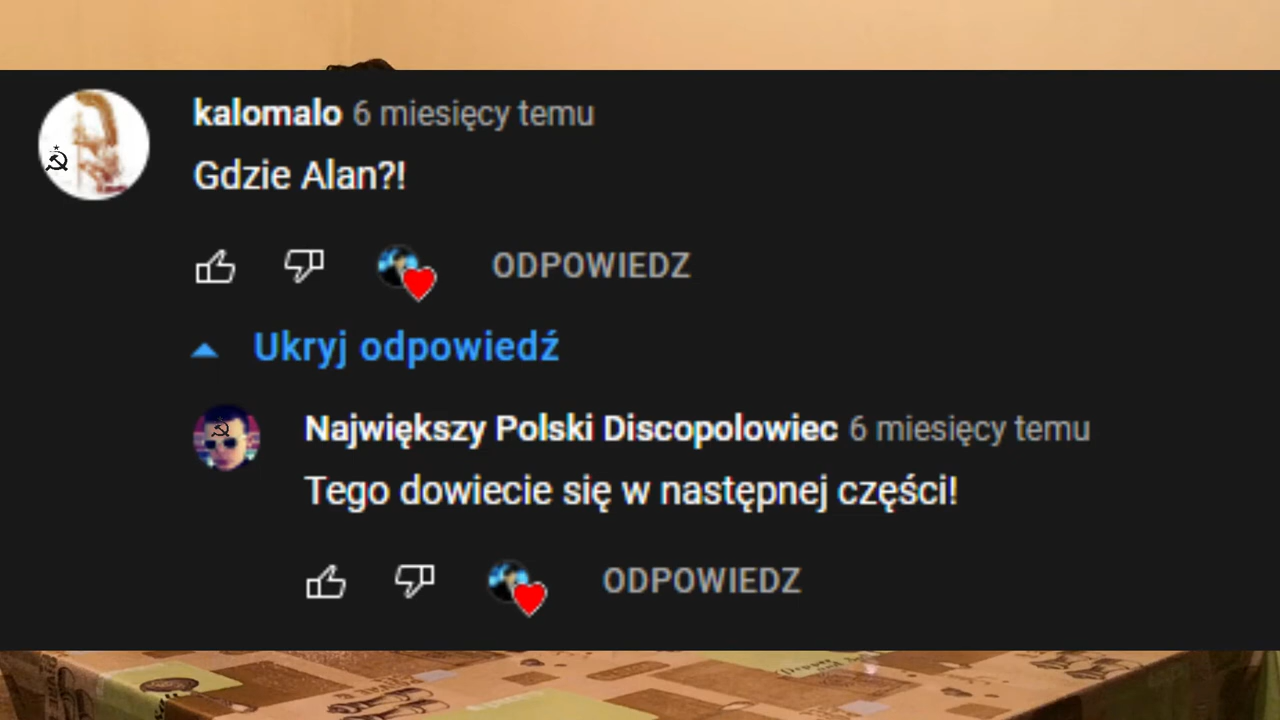 kalomalo 6 miesięcy temu
Gdzie Alan?!
ODPOWIEDZ
Ukryj odpowiedź
Największy Polski Discopolowiec 6 miesięcy temu
Tego dowiecie się w następnej części!
ODPOWIEDZ